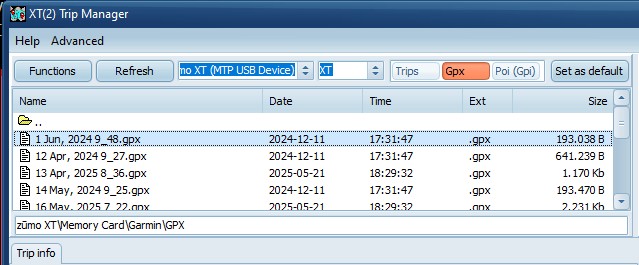 XT(2) Trip Manager
Help Advanced
Functions Refresh mo XT (MTP USB Device) XT Trips Gpx Poi (Gpi) Set as default
Name Date Time Ext Size
..
1 Jun, 2024 9_48.gpx 2024-12-11 17:31:47 .gpx 193.038 B
12 Apr, 2024 9_27.gpx 2024-12-11 17:31:47 .gpx 641.239 B
13 Apr, 2025 8_36.gpx 2025-05-21 18:29:32 .gpx 1.170 Kb
14 May, 2024 9_25.gpx 2024-12-11 17:31:47 .gpx 193.470 B
16 May, 2025 7_22.gpx 2025-05-21 18:29:32 .gpx 2.231 Kb
zūmo XT\Memory Card\Garmin\GPX
Trip info